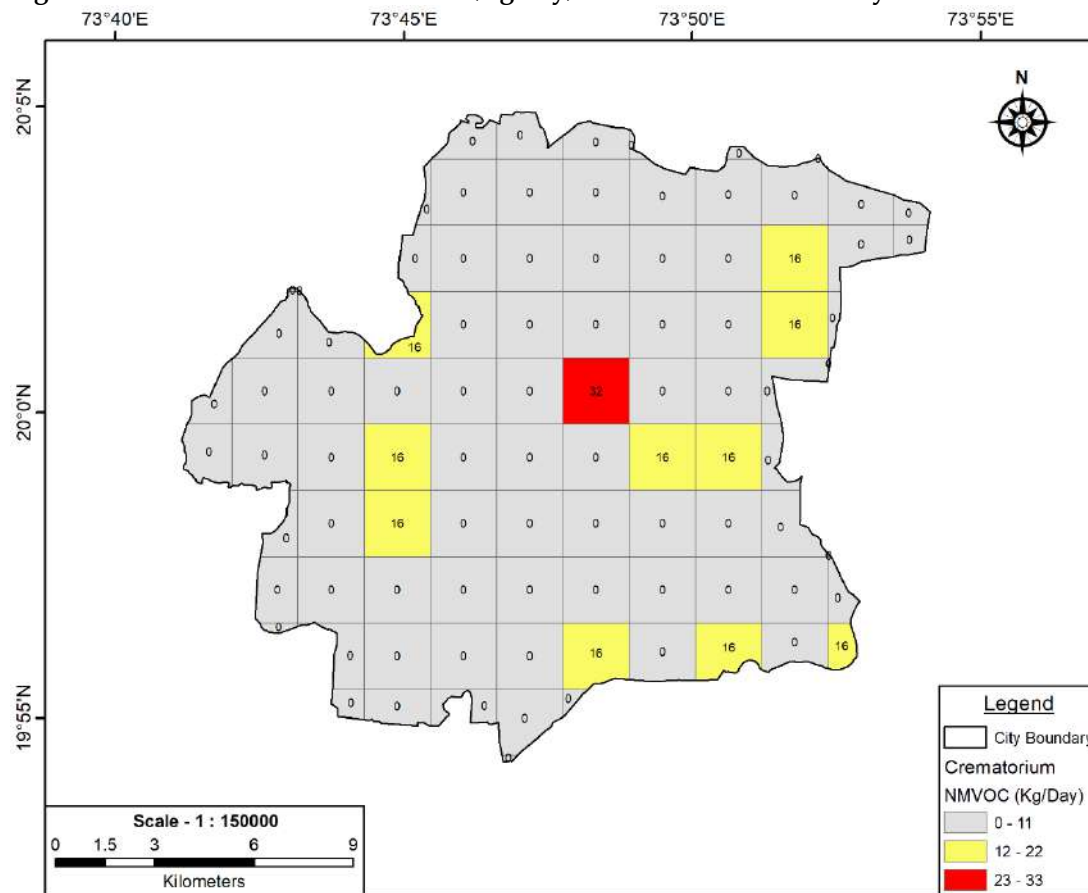 73°40'E 73°45'E 73°50'E 73°55'E
N
20°5'N
0 0 0 0 0 0
0 0 0 0 0 0 0 0 0
0 0 0 0 0 0 16 0 0
0 0
0 0 16 0 0 0 0 0 16 0
0
20°0'N
0 0 0 0 0 32 0 0 0
0 0 0 16 0 0 0 16 16 0
0 0 16 0 0 0 0 0 0
0
0 0 0 0 0 0 0 0 0 0
0 0 0 0 0 16 0 16 0 16
19°55'N
0 0 0 0 0
0
Legend
City Boundary
Crematorium
NMVOC (Kg/Day)
0 - 11
12 - 22
23 - 33
Scale - 1 : 150000
0 1.5 3 6 9
Kilometers